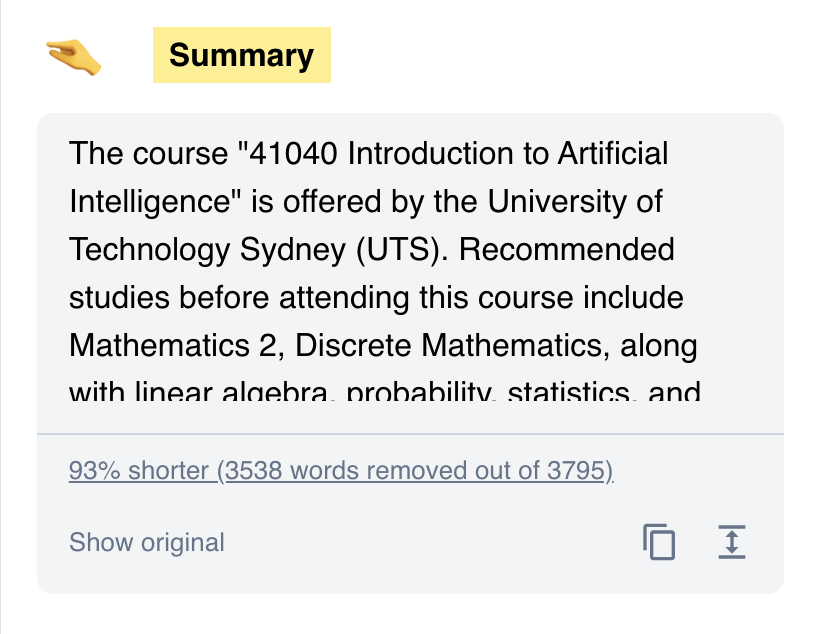 Summary
The course "41040 Introduction to Artificial
Intelligence" is offered by the University of
Technology Sydney (UTS). Recommended
studies before attending this course include
Mathematics 2, Discrete Mathematics, along
with linear algebra, probability, statistics, and
93% shorter (3538 words removed out of 3795)
Show original